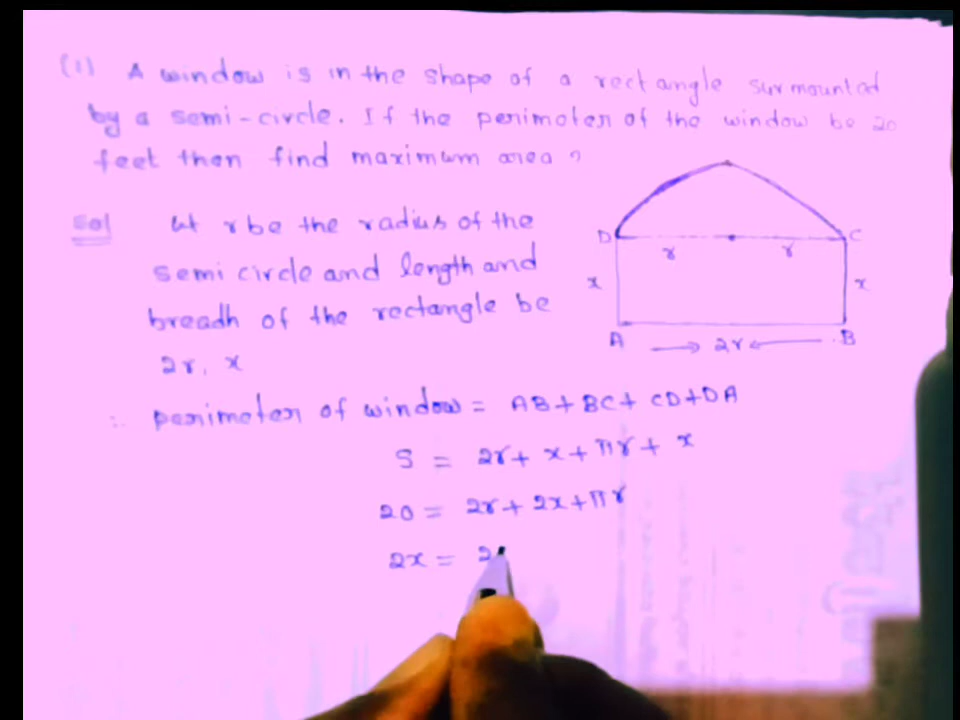 (1) A window is in the shape of a rectangle surmounted
by a semi-circle. If the perimeter of the window be 20
feet then find maximum area ?
Sol let r be the radius of the
semi circle and length and
breadh of the rectangle be
2r, x
D C
r r
x x
A → 2r ← B
∴ perimeter of window = AB + BC + CD + DA
S = 2r + x + πr + x
20 = 2r + 2x + πr
2x = 2